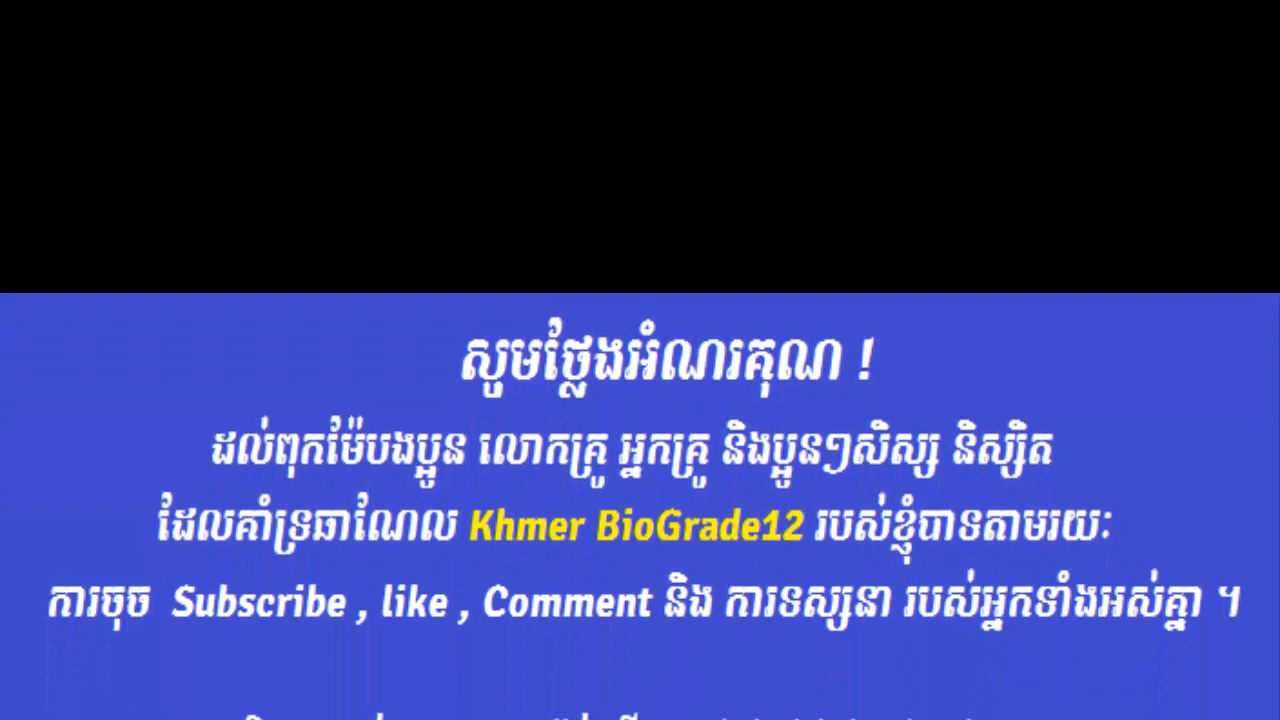 សូមថ្លែងអំណរគុណ !
ដល់ពុកម៉ែបងប្អូន លោកគ្រូ អ្នកគ្រូ និងប្អូនៗសិស្ស និស្សិត
ដែលគាំទ្រឆាណែល Khmer BioGrade12 របស់ខ្ញុំបាទតាមរយៈ
ការចុច Subscribe , like , Comment និង ការទស្សនា របស់អ្នកទាំងអស់គ្នា ។